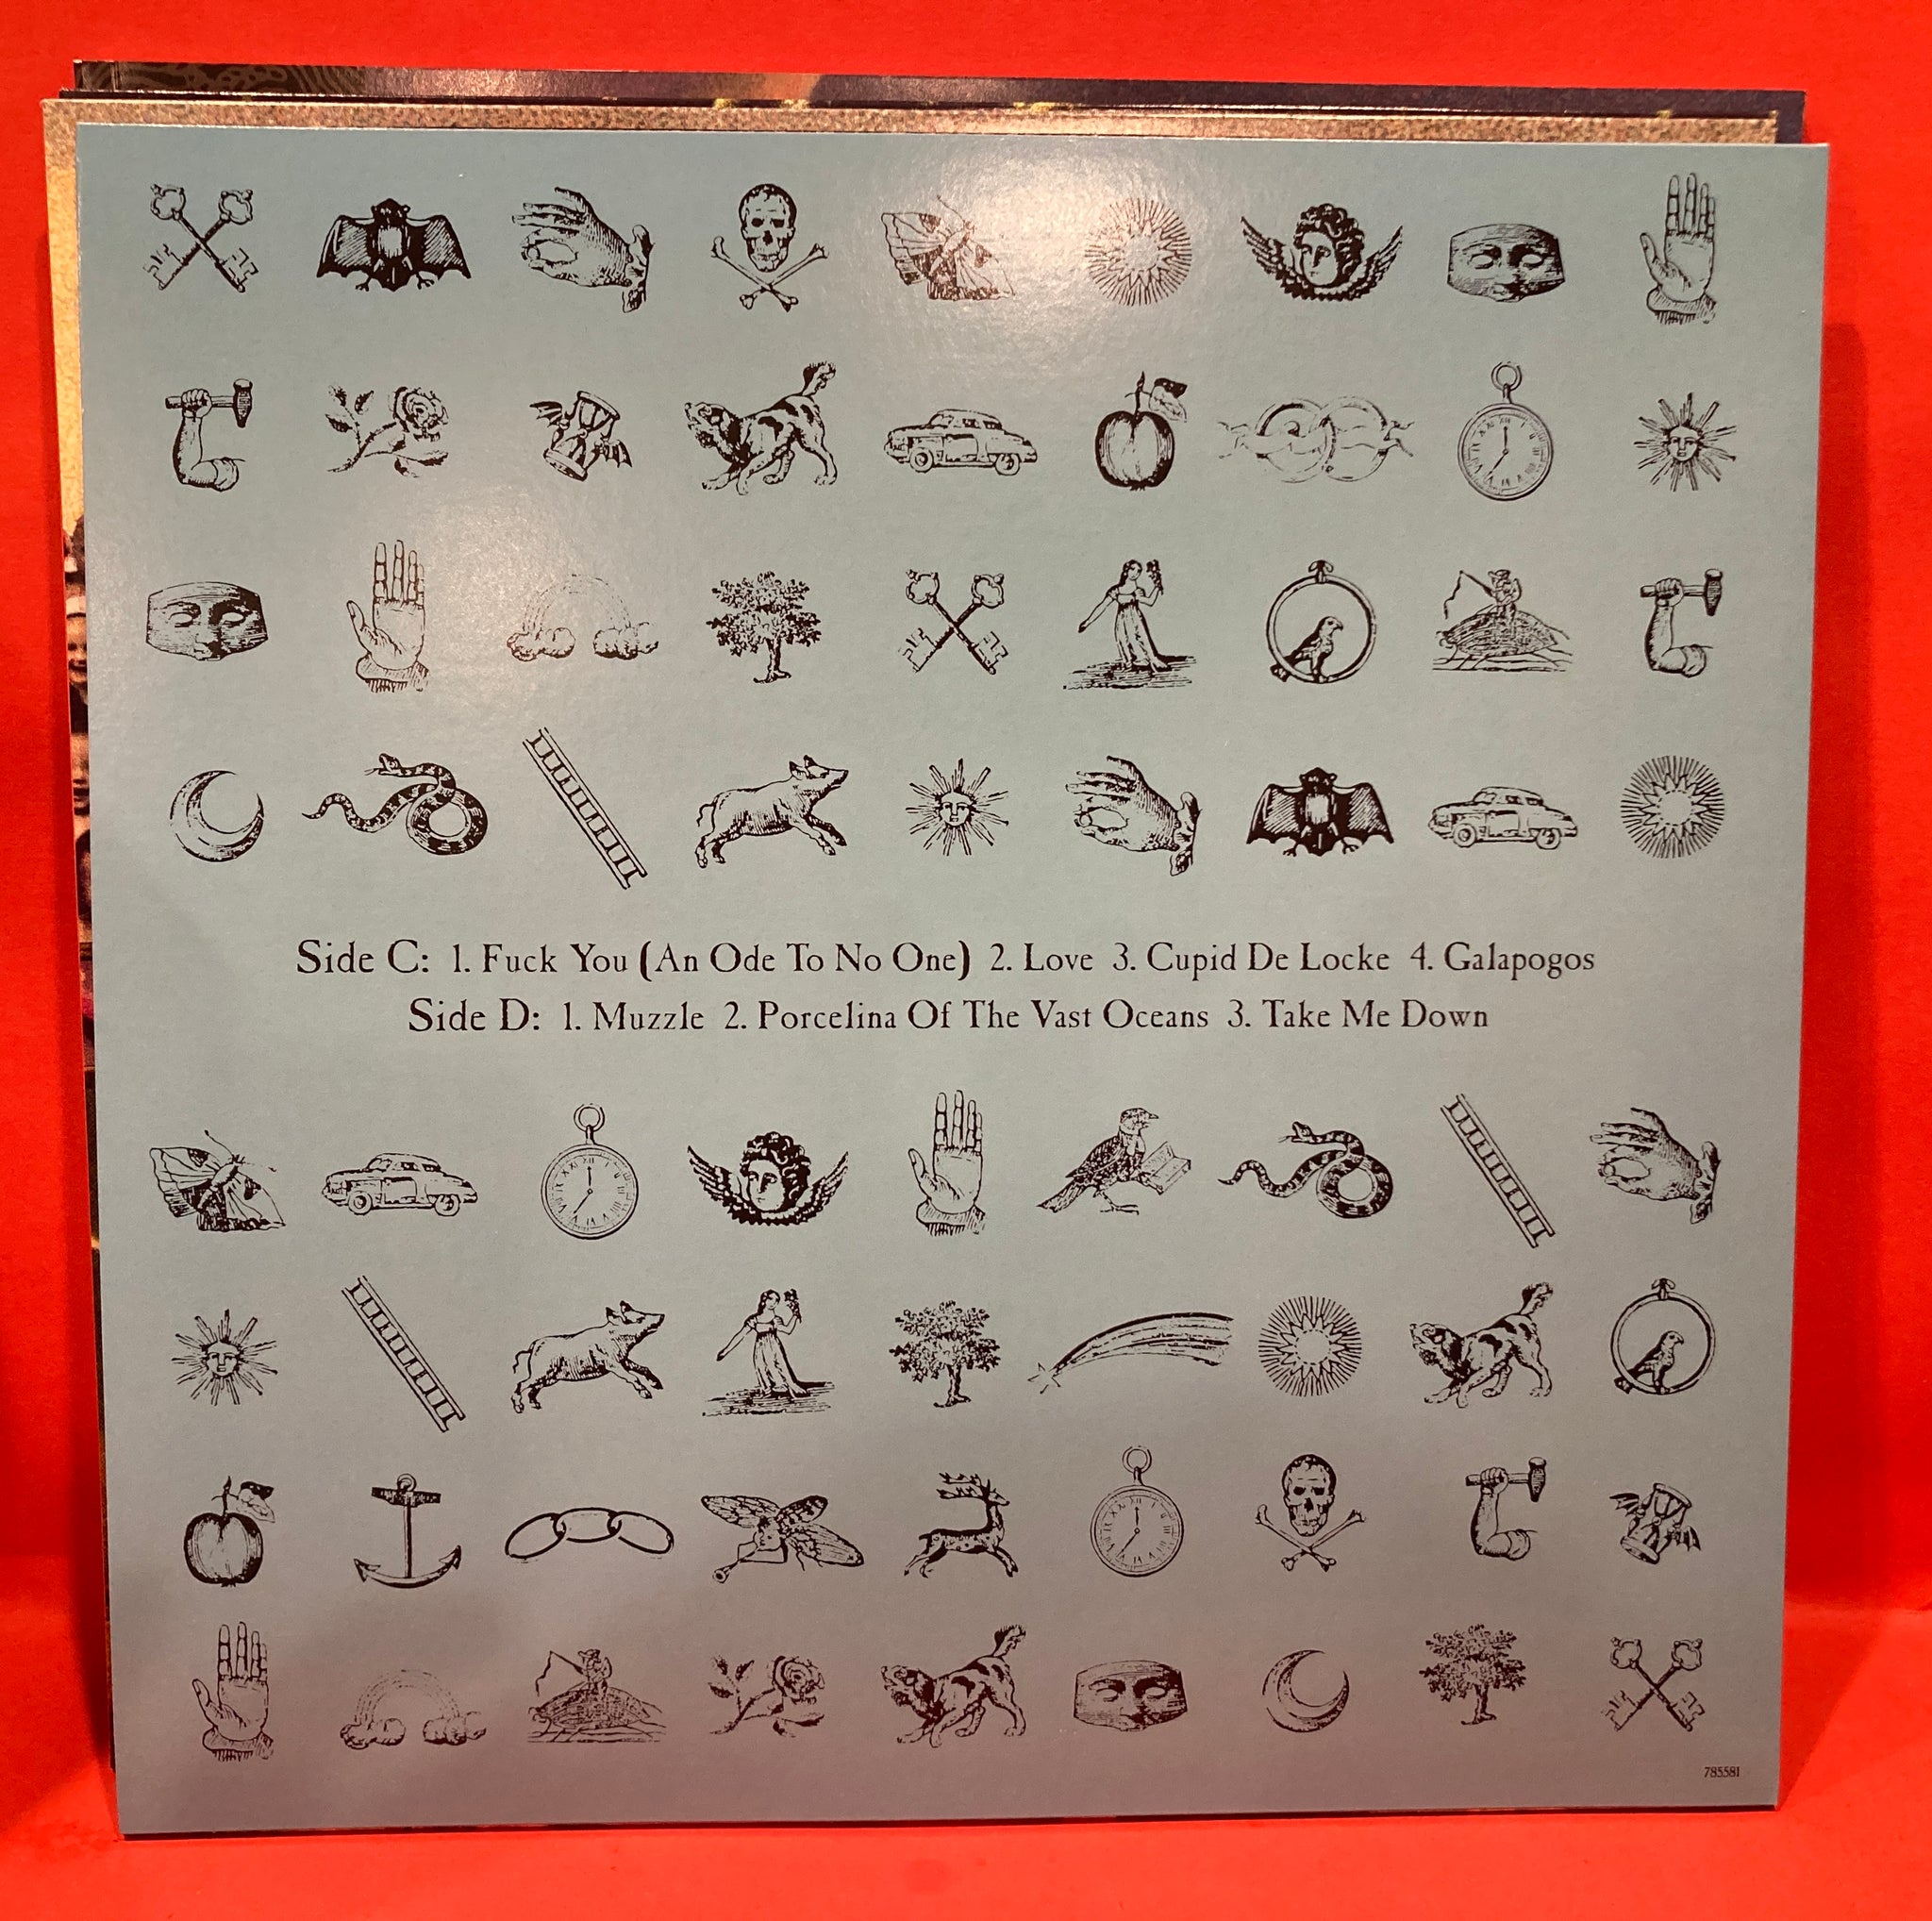 Side C: 1. Fuck You (An Ode To No One) 2. Love 3. Cupid De Locke 4. Galapogos
Side D: 1. Muzzle 2. Porcelina Of The Vast Oceans 3. Take Me Down
785581